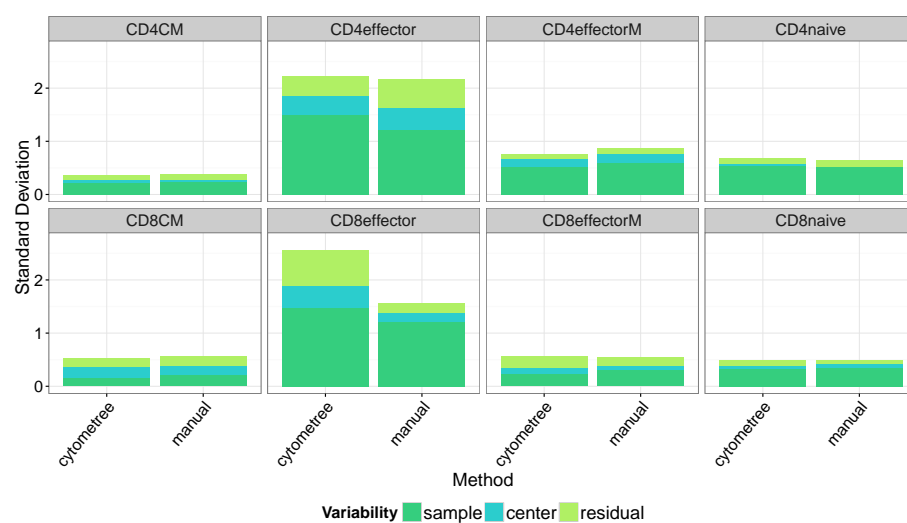 CD4CM CD4effector CD4effectorM CD4naive
2
1
0
CD8CM CD8effector CD8effectorM CD8naive
2
1
0
Standard Deviation
cytometree manual cytometree manual cytometree manual cytometree manual
Method
Variability sample center residual